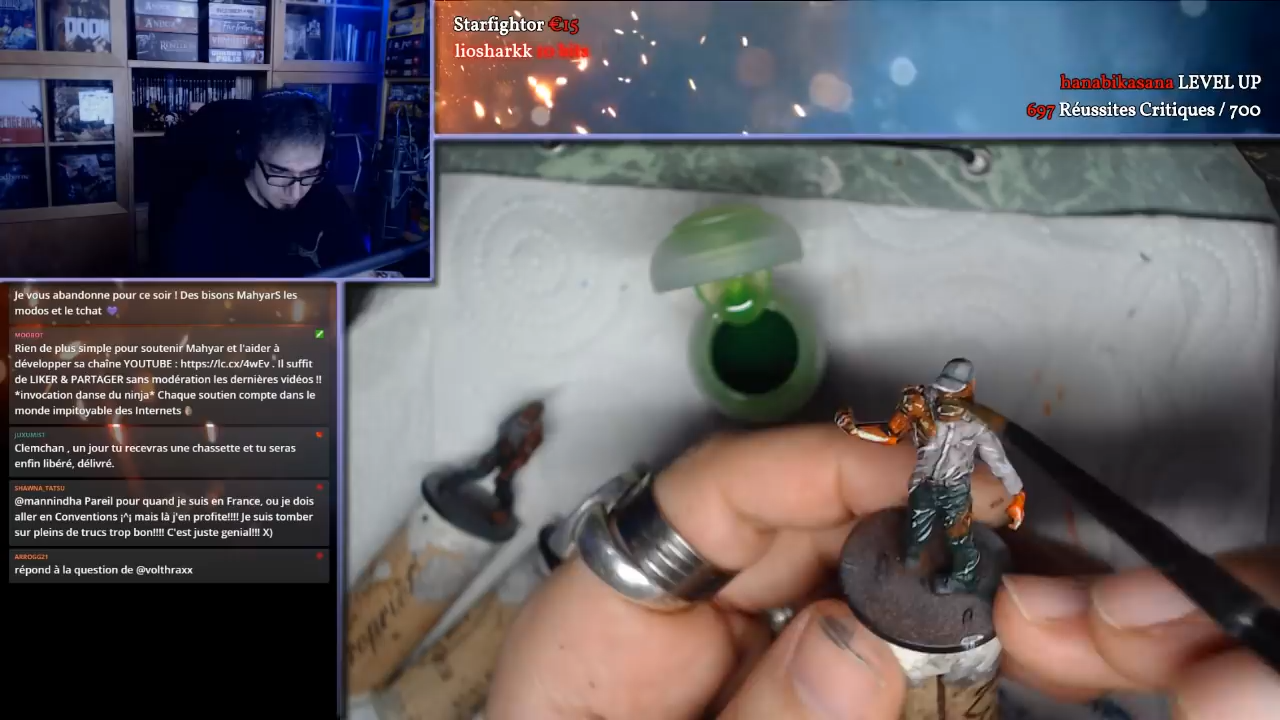 DOOM
REBELLION
Starfightor €15
liosharkk
hanabikasana LEVEL UP
697 Réussites Critiques / 700
Je vous abandonne pour ce soir ! Des bisons MahyarS les
modos et le tchat 💜
MOOBOT
Rien de plus simple pour soutenir Mahyar et l'aider à
développer sa chaîne YOUTUBE : https://lc.cx/4wEv . Il suffit
de LIKER & PARTAGER sans modération les dernières vidéos !!
*invocation danse du ninja* Chaque soutien compte dans le
monde impitoyable des Internets
JUXUMIST
Clemchan , un jour tu recevras une chassette et tu seras
enfin libéré, délivré.
SHAWNA_TATSU
@mannindha Pareil pour quand je suis en France, ou je dois
aller en Conventions ¡^¡ mais là j'en profite!!!! Je suis tomber
sur pleins de trucs trop bon!!!! C'est juste genial!!! X)
ARROGG21
répond à la question de @volthraxx